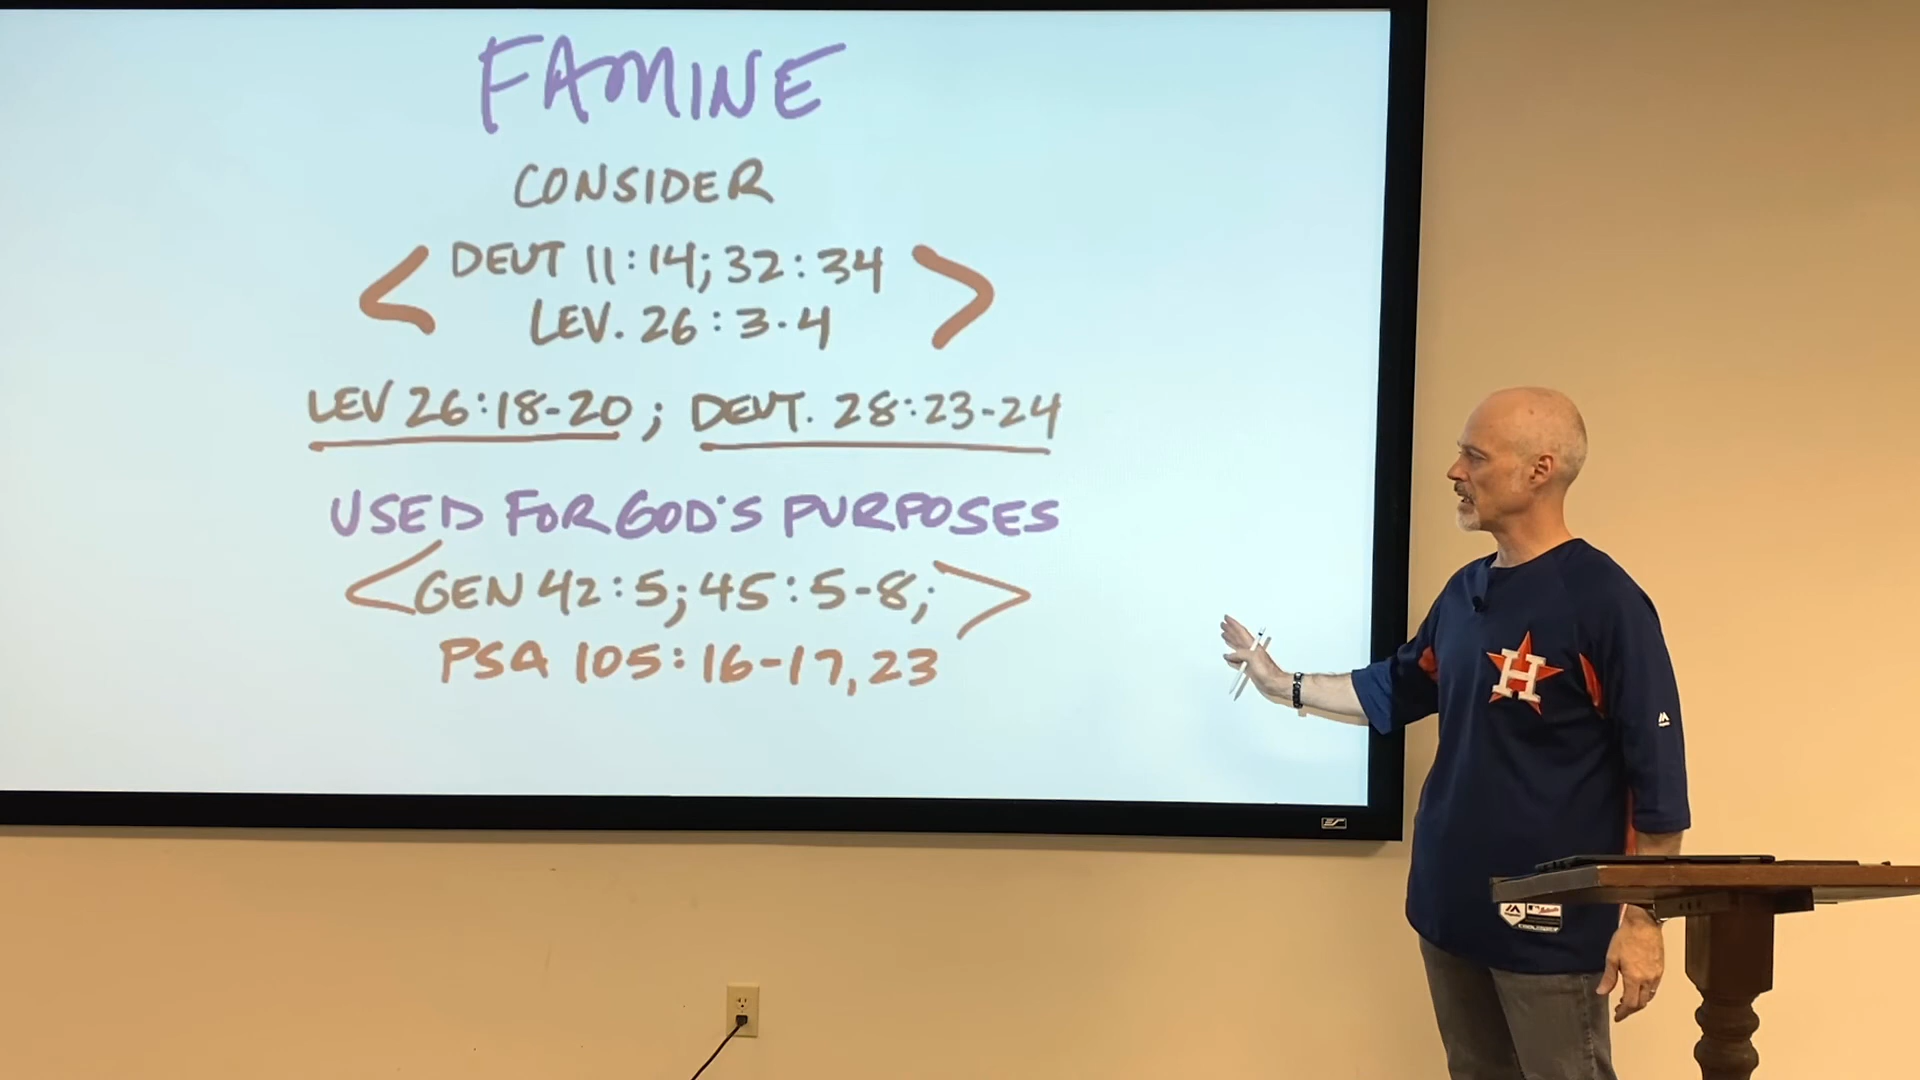 FAMINE
CONSIDER
< DEUT 11:14; 32:34 >
LEV. 26:3-4
LEV 26:18-20; DEUT. 28:23-24
USED FOR GOD'S PURPOSES
<GEN 42:5; 45:5-8; >
PSA 105:16-17, 23
H